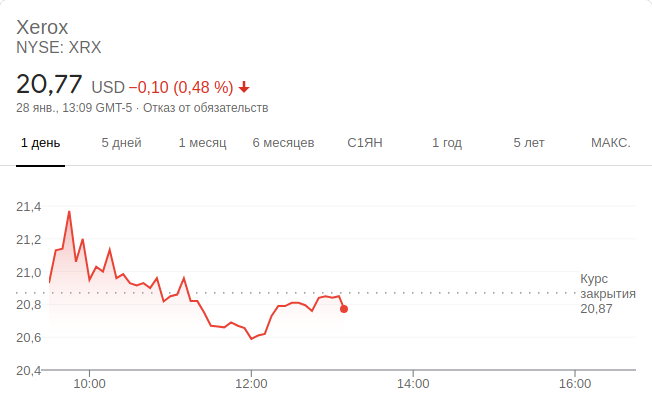 Xerox
NYSE: XRX
20,77 USD −0,10 (0,48 %)
28 янв., 13:09 GMT-5 · Отказ от обязательств
1 день 5 дней 1 месяц 6 месяцев С1ЯН 1 год 5 лет МАКС.
21,4
21,2
21,0
20,8
20,6
20,4
Курс
закрытия
20,87
10:00 12:00 14:00 16:00